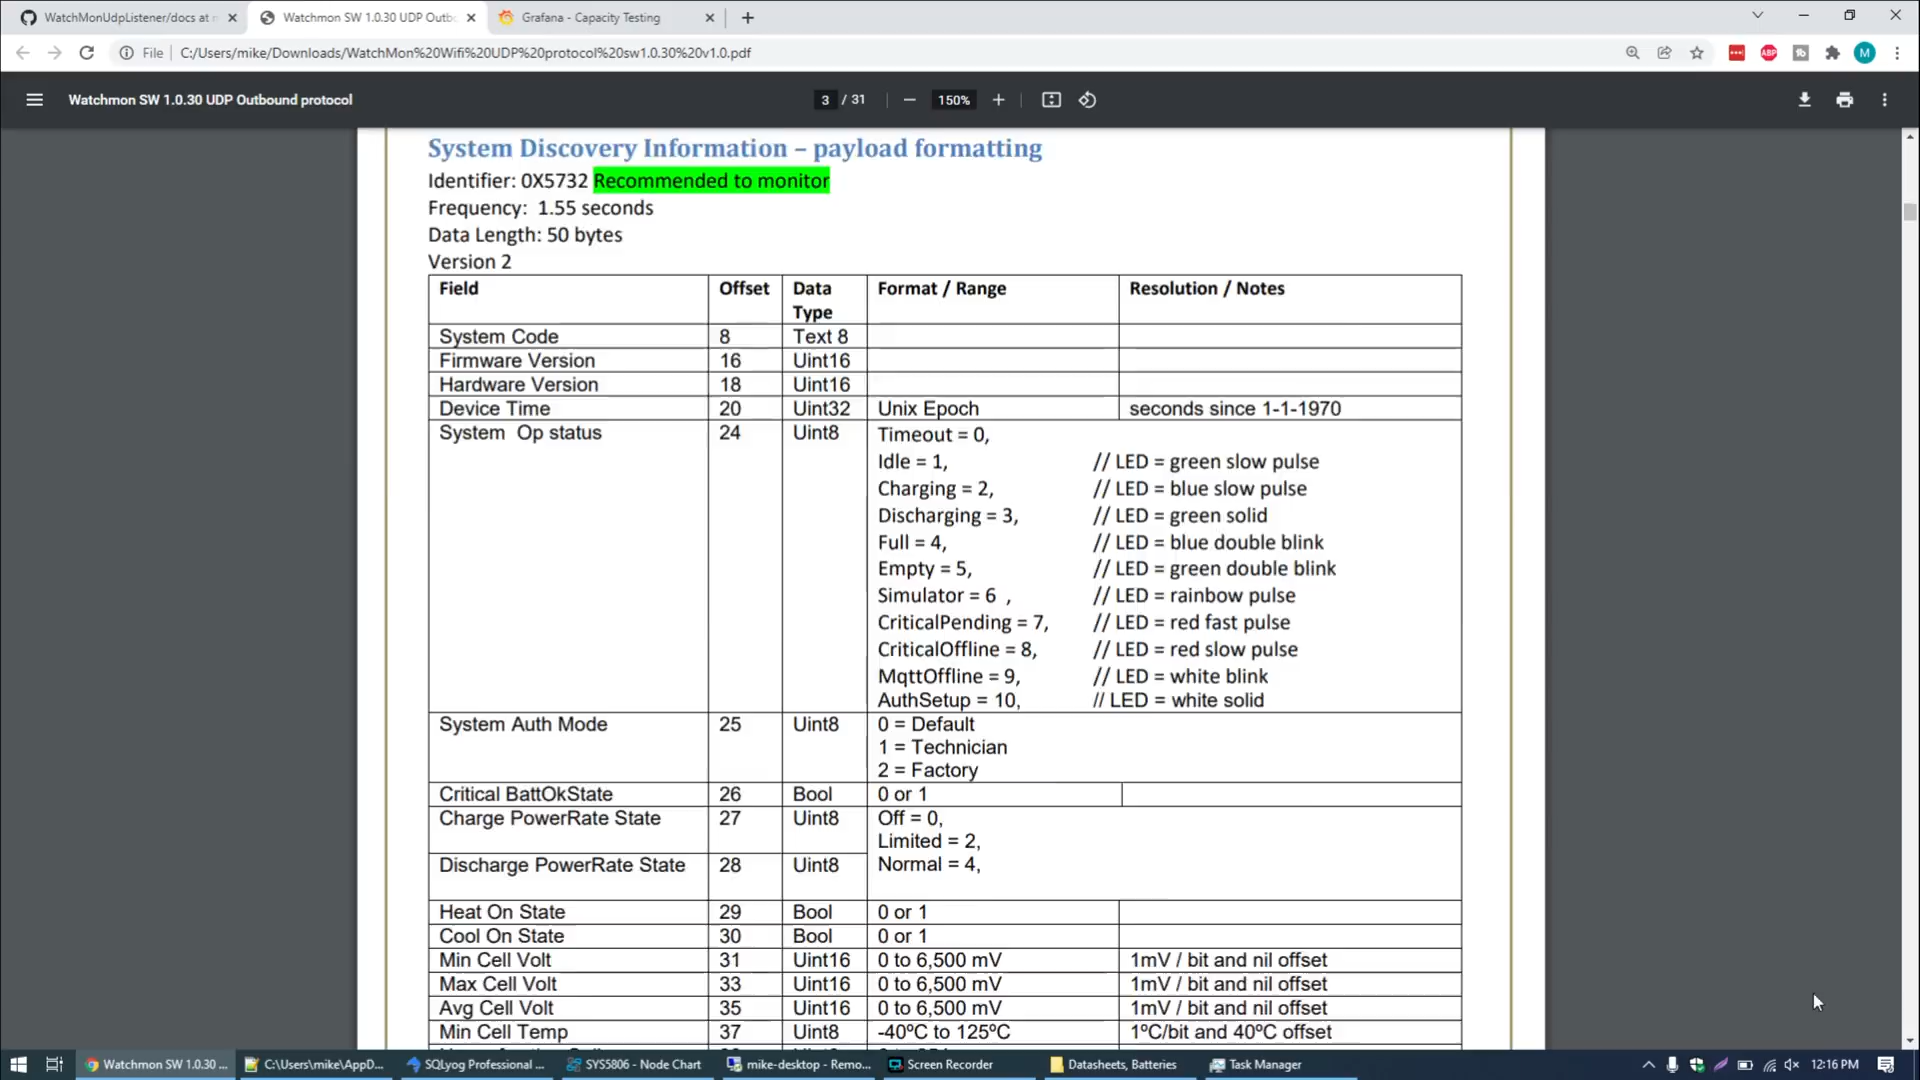 WatchMonUdpListener/docs at m
Watchmon SW 1.0.30 UDP Outbo
Grafana - Capacity Testing
File
C:/Users/mike/Downloads/WatchMon%20Wifi%20UDP%20protocol%20sw1.0.30%20v1.0.pdf
ABP
M
Watchmon SW 1.0.30 UDP Outbound protocol
3 / 31
150%
System Discovery Information – payload formatting
Identifier: 0X5732 Recommended to monitor
Frequency: 1.55 seconds
Data Length: 50 bytes
Version 2
Field Offset Data Type Format / Range Resolution / Notes
System Code 8 Text 8
Firmware Version 16 Uint16
Hardware Version 18 Uint16
Device Time 20 Uint32 Unix Epoch seconds since 1-1-1970
System Op status 24 Uint8 Timeout = 0,
Idle = 1, // LED = green slow pulse
Charging = 2, // LED = blue slow pulse
Discharging = 3, // LED = green solid
Full = 4, // LED = blue double blink
Empty = 5, // LED = green double blink
Simulator = 6 , // LED = rainbow pulse
CriticalPending = 7, // LED = red fast pulse
CriticalOffline = 8, // LED = red slow pulse
MqttOffline = 9, // LED = white blink
AuthSetup = 10, // LED = white solid
System Auth Mode 25 Uint8 0 = Default
1 = Technician
2 = Factory
Critical BattOkState 26 Bool 0 or 1
Charge PowerRate State 27 Uint8 Off = 0,
Limited = 2,
Discharge PowerRate State 28 Uint8 Normal = 4,
Heat On State 29 Bool 0 or 1
Cool On State 30 Bool 0 or 1
Min Cell Volt 31 Uint16 0 to 6,500 mV 1mV / bit and nil offset
Max Cell Volt 33 Uint16 0 to 6,500 mV 1mV / bit and nil offset
Avg Cell Volt 35 Uint16 0 to 6,500 mV 1mV / bit and nil offset
Min Cell Temp 37 Uint8 -40ºC to 125ºC 1ºC/bit and 40ºC offset
Watchmon SW 1.0.30 ...
C:\Users\mike\AppD...
SQLyog Professional ...
SYS5806 - Node Chart
mike-desktop - Remo...
Screen Recorder
Datasheets, Batteries
Task Manager
12:16 PM